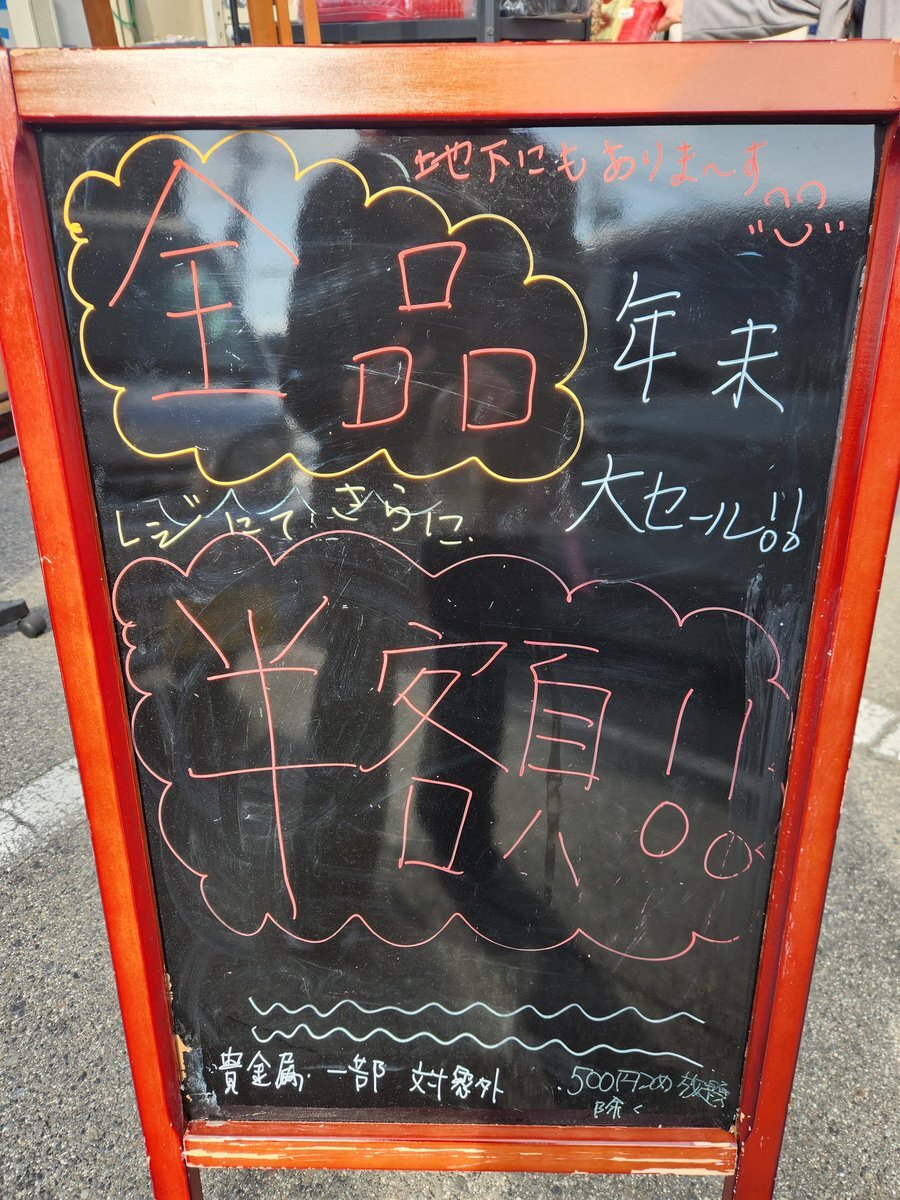 地下にもありま〜す
全品
年末
大セール!!
レジにてさらに
半額!!
貴金属 一部 対象外
500円つめ放題
除く